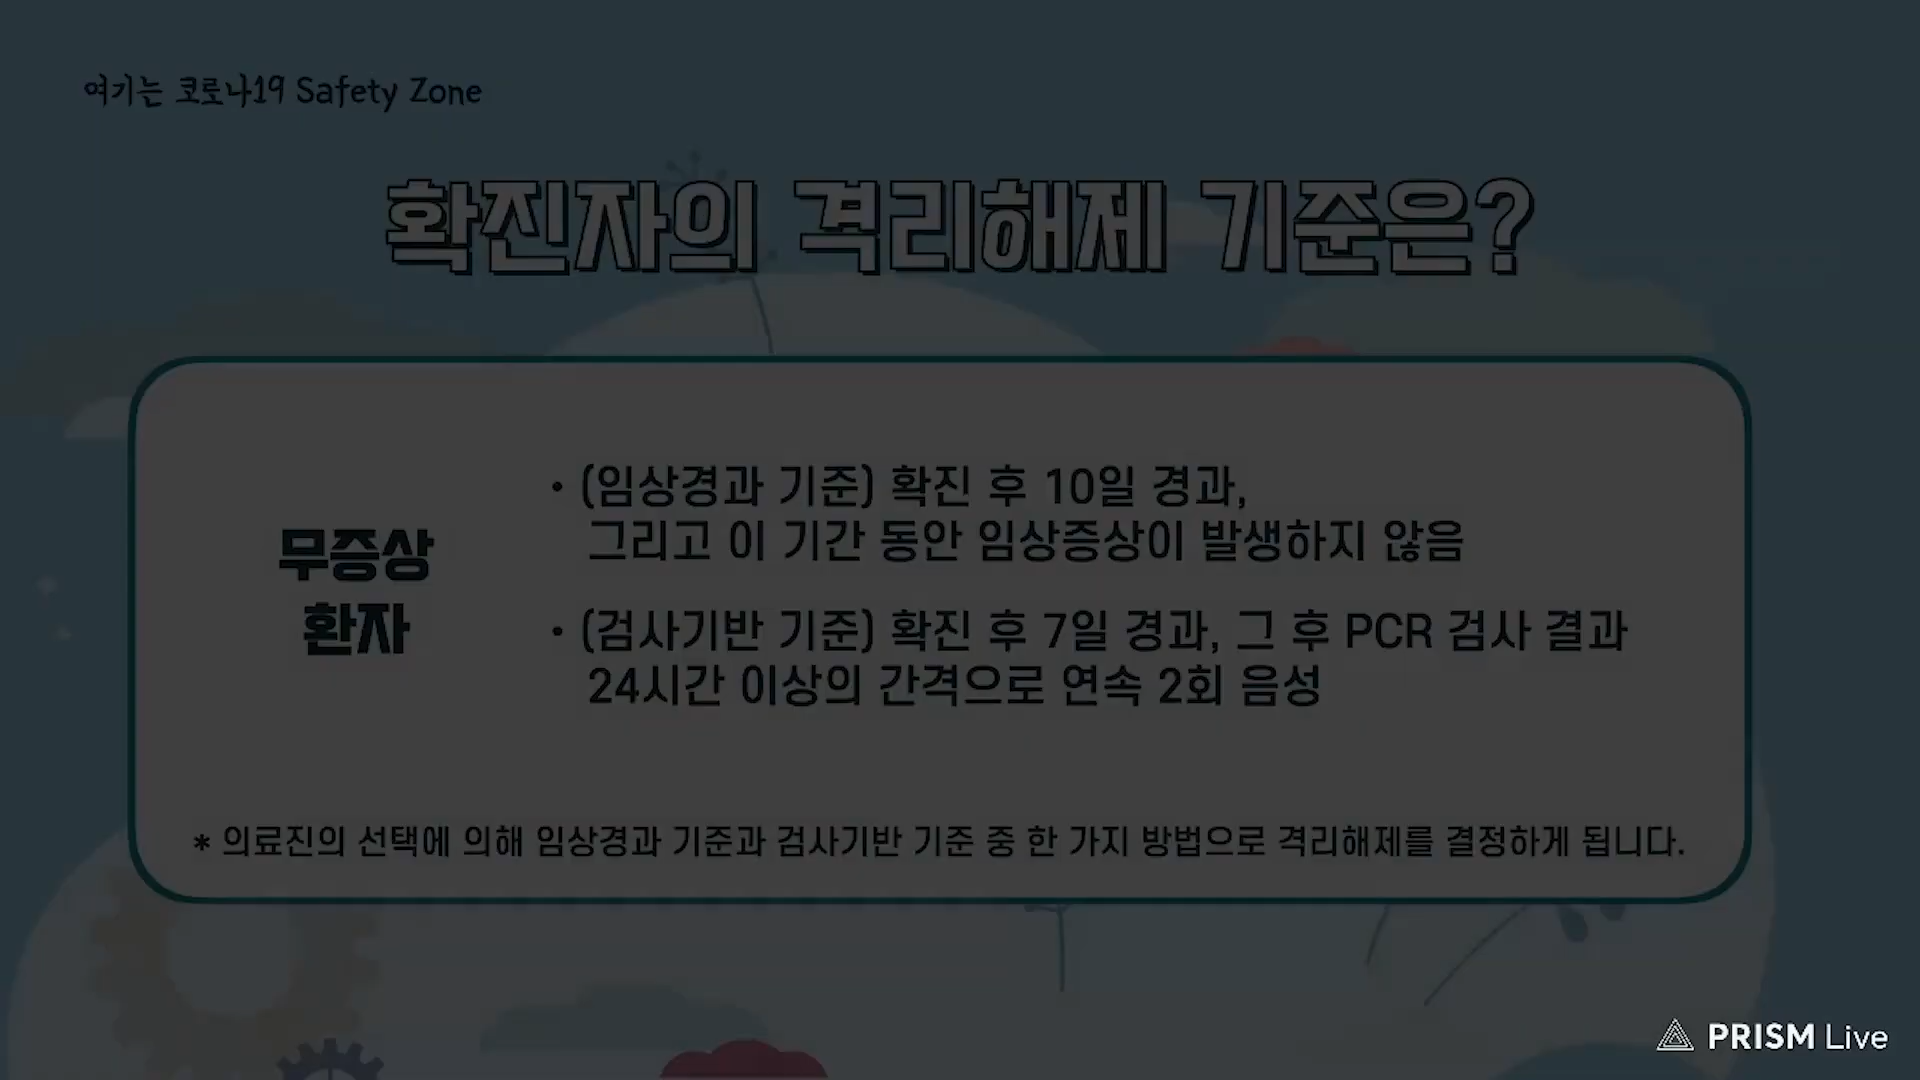 여기는 코로나19 Safety Zone
확진자의 격리해제 기준은?
무증상
환자
• (임상경과 기준) 확진 후 10일 경과,
그리고 이 기간 동안 임상증상이 발생하지 않음
• (검사기반 기준) 확진 후 7일 경과, 그 후 PCR 검사 결과
24시간 이상의 간격으로 연속 2회 음성
* 의료진의 선택에 의해 임상경과 기준과 검사기반 기준 중 한 가지 방법으로 격리해제를 결정하게 됩니다.
PRISM Live